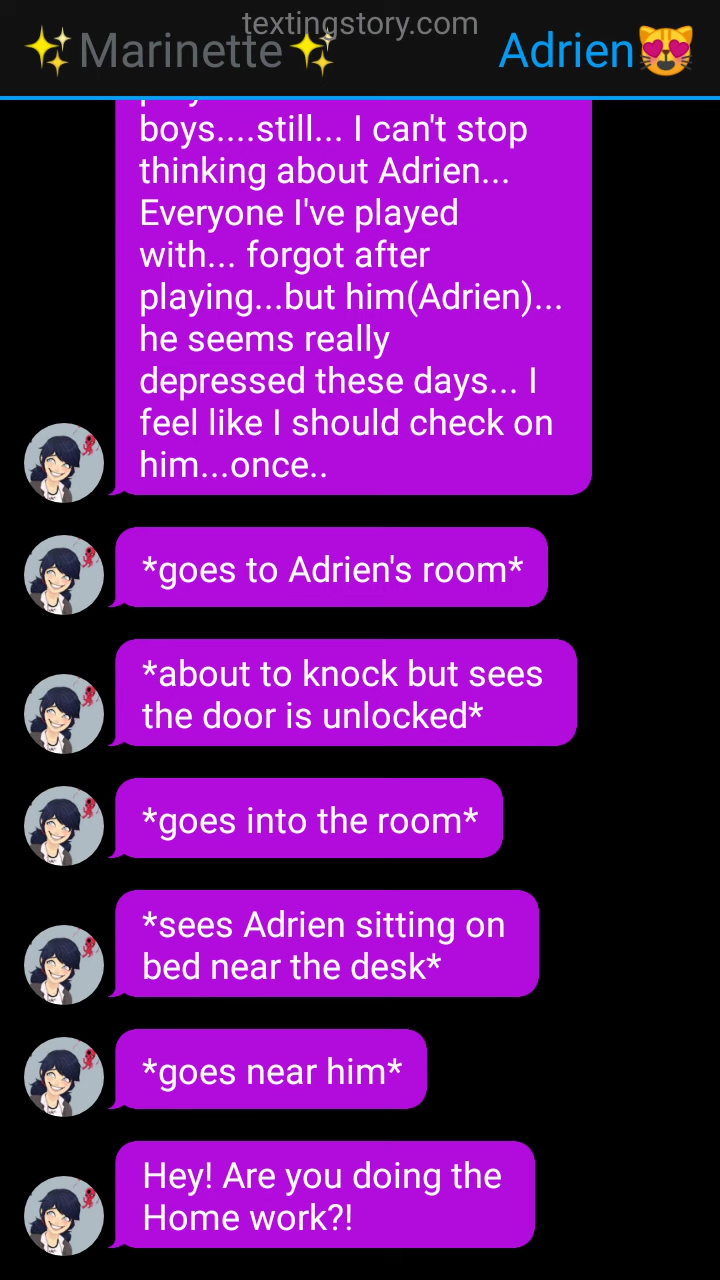 textingstory.com
✨Marinette✨ Adrien😻
boys....still... I can't stop
thinking about Adrien...
Everyone I've played
with... forgot after
playing...but him(Adrien)...
he seems really
depressed these days... I
feel like I should check on
him...once..
*goes to Adrien's room*
*about to knock but sees
the door is unlocked*
*goes into the room*
*sees Adrien sitting on
bed near the desk*
*goes near him*
Hey! Are you doing the
Home work?!